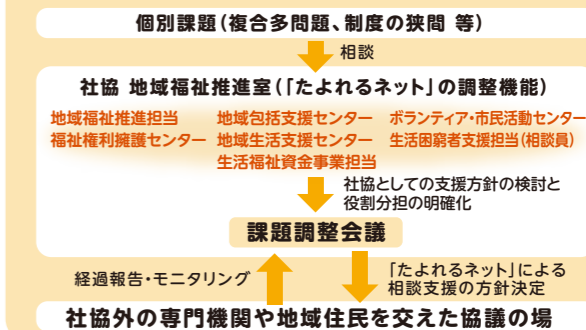 個別課題(複合多問題、制度の狭間 等)
相談
社協 地域福祉推進室(「たよれるネット」の調整機能)
地域福祉推進担当 地域包括支援センター ボランティア・市民活動センター
福祉権利擁護センター 地域生活支援センター 生活困窮者支援担当(相談員)
生活福祉資金事業担当
社協としての支援方針の検討と
役割分担の明確化
課題調整会議
経過報告・モニタリング
「たよれるネット」による
相談支援の方針決定
社協外の専門機関や地域住民を交えた協議の場